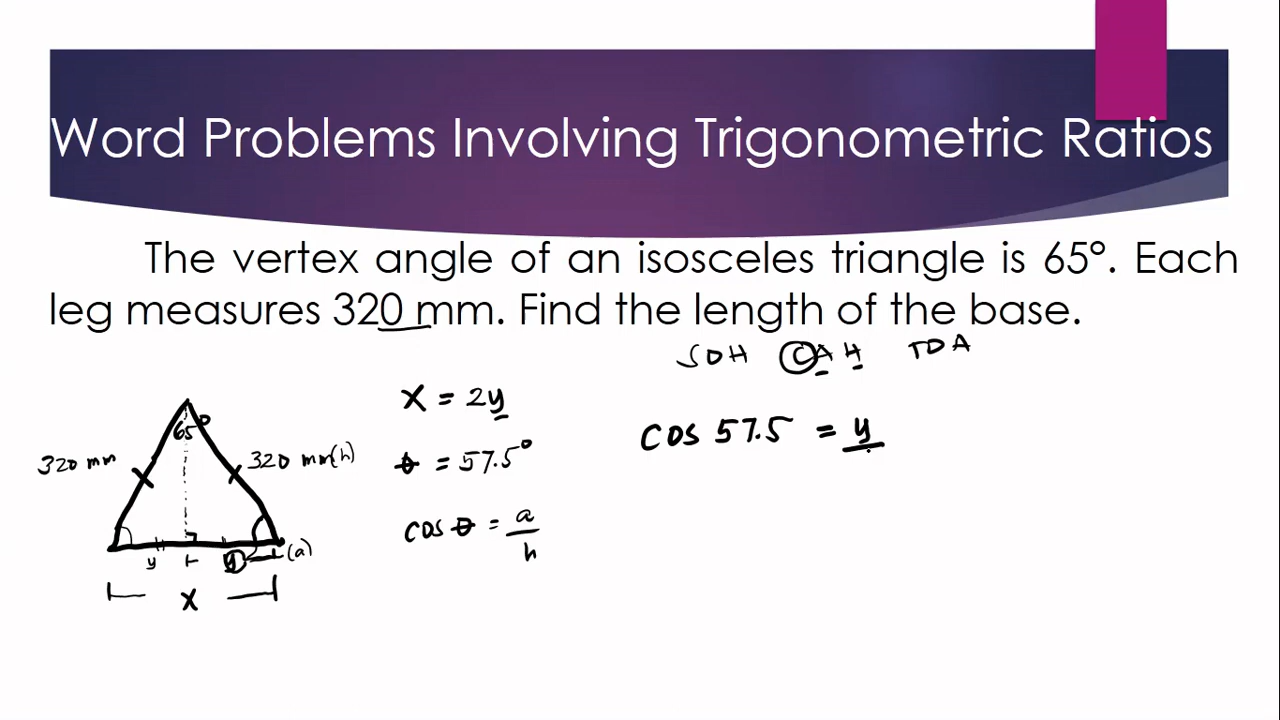 Word Problems Involving Trigonometric Ratios
The vertex angle of an isosceles triangle is 65°. Each
leg measures 320 mm. Find the length of the base.
SOH CAH TOA
x = 2y
cos 57.5 = y
65°
320 mm
320 mm (h)
θ = 57.5°
cos θ = a
h
y y (a)
x